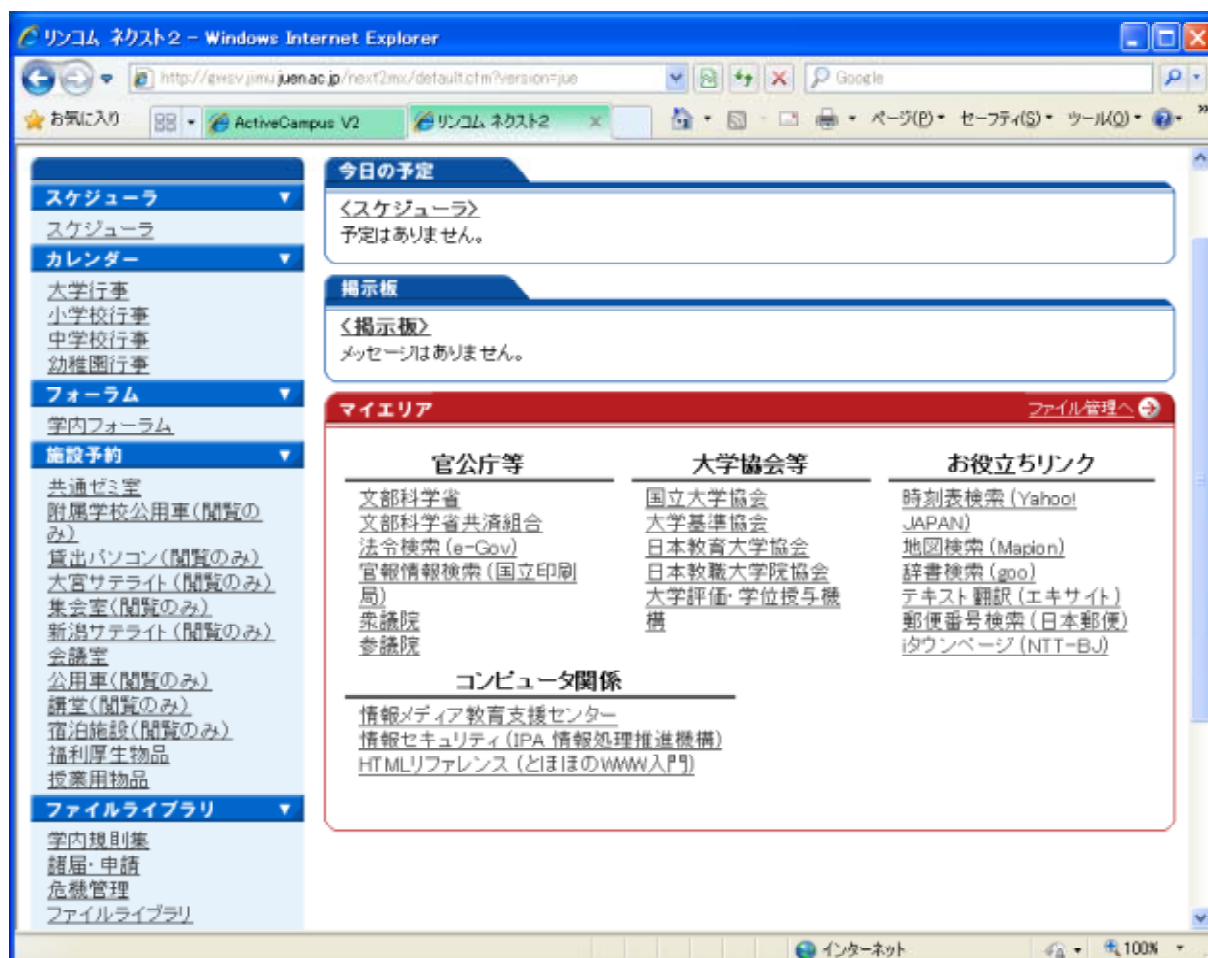 リンコム ネクスト2 - Windows Internet Explorer
http://gwsv.jimu.juen.ac.jp/next2mx/default.cfm?version=jue
Google
お気に入り
ActiveCampus V2
リンコム ネクスト2
ページ(P)
セーフティ(S)
ツール(O)
スケジューラ
スケジューラ
カレンダー
大学行事
小学校行事
中学校行事
幼稚園行事
フォーラム
学内フォーラム
施設予約
共通ゼミ室
附属学校公用車(閲覧の
み)
貸出パソコン(閲覧のみ)
大宮サテライト(閲覧のみ)
集会室(閲覧のみ)
新潟サテライト(閲覧のみ)
会議室
公用車(閲覧のみ)
講堂(閲覧のみ)
宿泊施設(閲覧のみ)
福利厚生物品
授業用物品
ファイルライブラリ
学内規則集
諸届・申請
危機管理
ファイルライブラリ
今日の予定
<スケジューラ>
予定はありません。
掲示板
<掲示板>
メッセージはありません。
マイエリア
ファイル管理へ
官公庁等
文部科学省
文部科学省共済組合
法令検索(e-Gov)
官報情報検索(国立印刷
局)
衆議院
参議院
大学協会等
国立大学協会
大学基準協会
日本教育大学協会
日本教職大学院協会
大学評価・学位授与機
構
お役立ちリンク
時刻表検索(Yahoo!
JAPAN)
地図検索(Mapion)
辞書検索(goo)
テキスト翻訳(エキサイト)
郵便番号検索(日本郵便)
iタウンページ(NTT-BJ)
コンピュータ関係
情報メディア教育支援センター
情報セキュリティ(IPA 情報処理推進機構)
HTMLリファレンス(とほほのWWW入門)
インターネット
100%